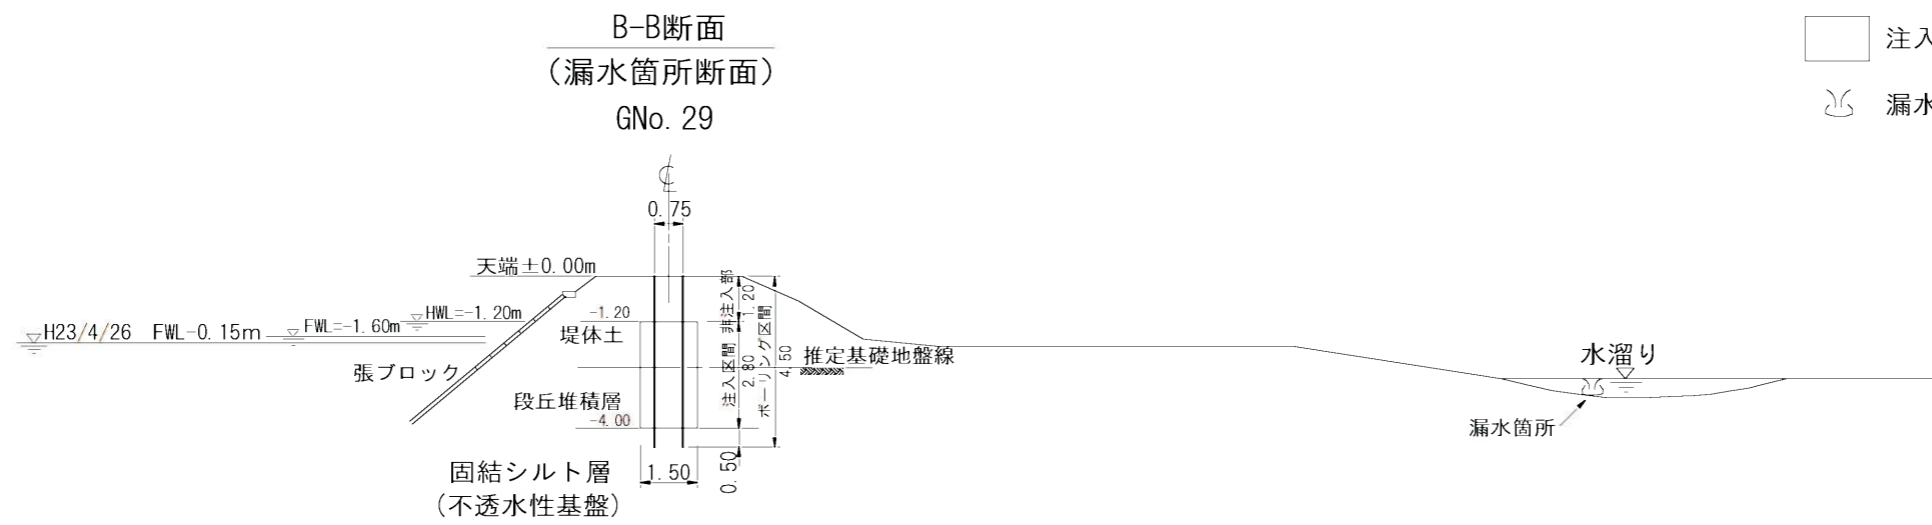 B-B断面
(漏水箇所断面)
GNo. 29
注入
漏水
℄
0.75
天端±0.00m
HWL=-1.20m
FWL=-1.60m
H23/4/26 FWL-0.15m
張ブロック
-1.20
堤体土
段丘堆積層
-4.00
非注入部
1.20
注入区間
2.80
ボーリング区間
4.50
0.50
推定基礎地盤線
固結シルト層
(不透水性基盤)
1.50
水溜り
漏水箇所